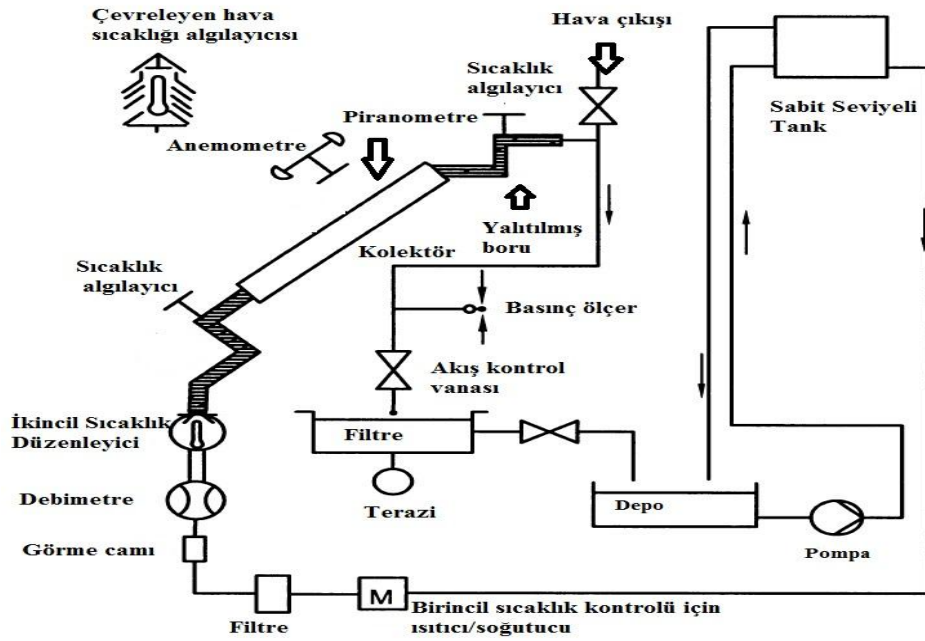 Çevreleyen hava
sıcaklığı algılayıcısı
Hava çıkışı
Sıcaklık
algılayıcı
Sabit Seviyeli
Tank
Piranometre
Anemometre
Yalıtılmış
boru
Kolektör
Sıcaklık
algılayıcı
Basınç ölçer
Akış kontrol
vanası
İkincil Sıcaklık
Düzenleyici
Filtre
Debimetre
Terazi
Depo
Pompa
Görme camı
M
Birincil sıcaklık kontrolü için
ısıtıcı/soğutucu
Filtre